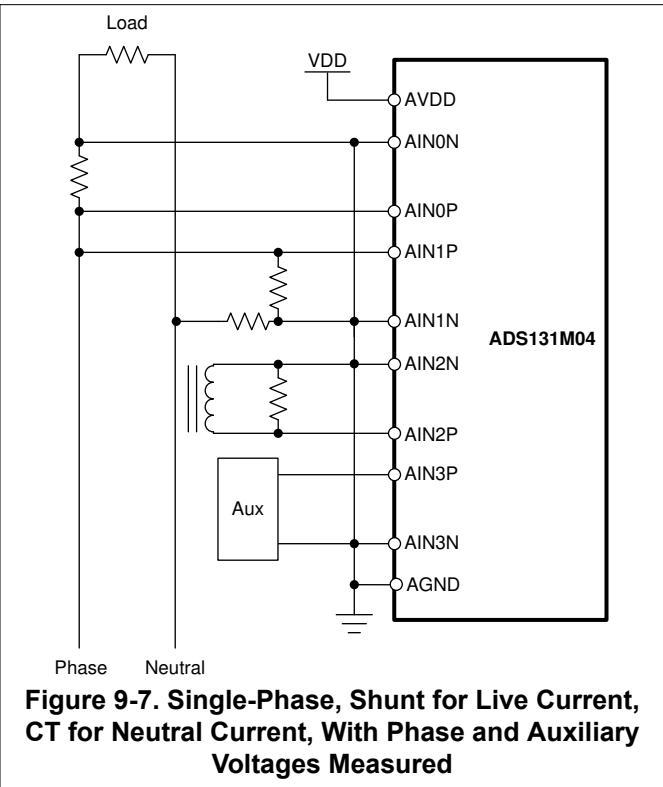 Load
VDD
AVDD
AIN0N
AIN0P
AIN1P
AIN1N
ADS131M04
AIN2N
AIN2P
AIN3P
Aux
AIN3N
AGND
Phase Neutral
Figure 9-7. Single-Phase, Shunt for Live Current,
CT for Neutral Current, With Phase and Auxiliary
Voltages Measured